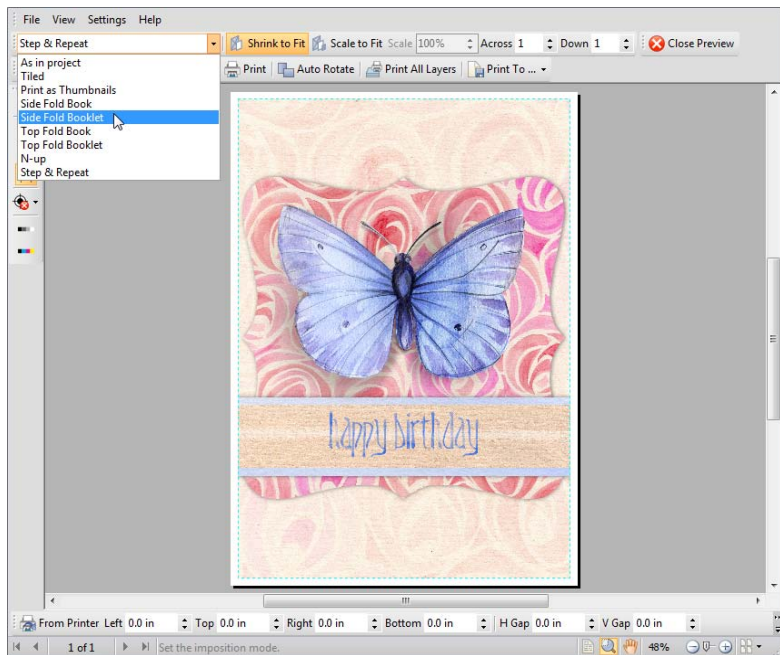 File View Settings Help
Step & Repeat Shrink to Fit Scale to Fit Scale 100% Across 1 Down 1 Close Preview
As in project
Tiled
Print as Thumbnails
Side Fold Book
Side Fold Booklet
Top Fold Book
Top Fold Booklet
N-up
Step & Repeat
Print Auto Rotate Print All Layers Print To ...
happy birthday
From Printer Left 0.0 in Top 0.0 in Right 0.0 in Bottom 0.0 in H Gap 0.0 in V Gap 0.0 in
1 of 1 Set the imposition mode. 48%